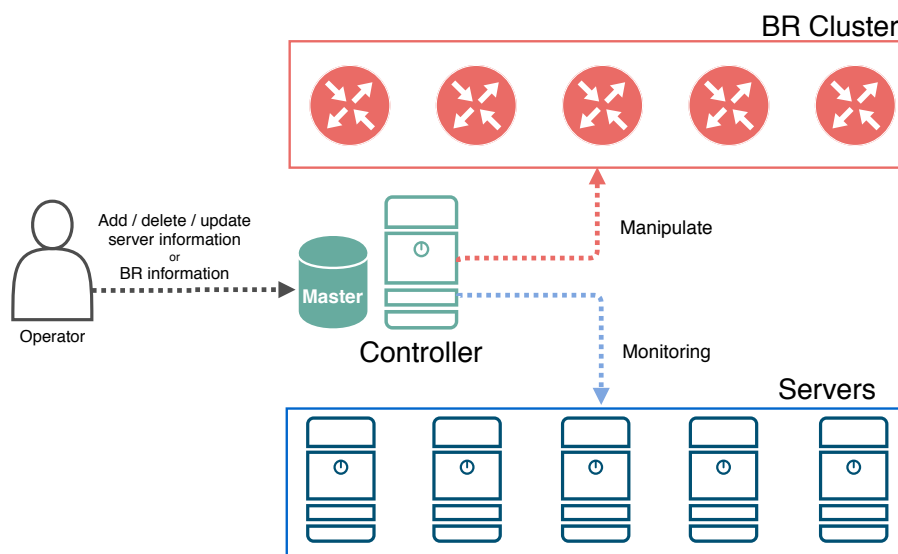 BR Cluster
Add / delete / update
server information
or
BR information
Manipulate
Master
Operator
Controller
Monitoring
Servers